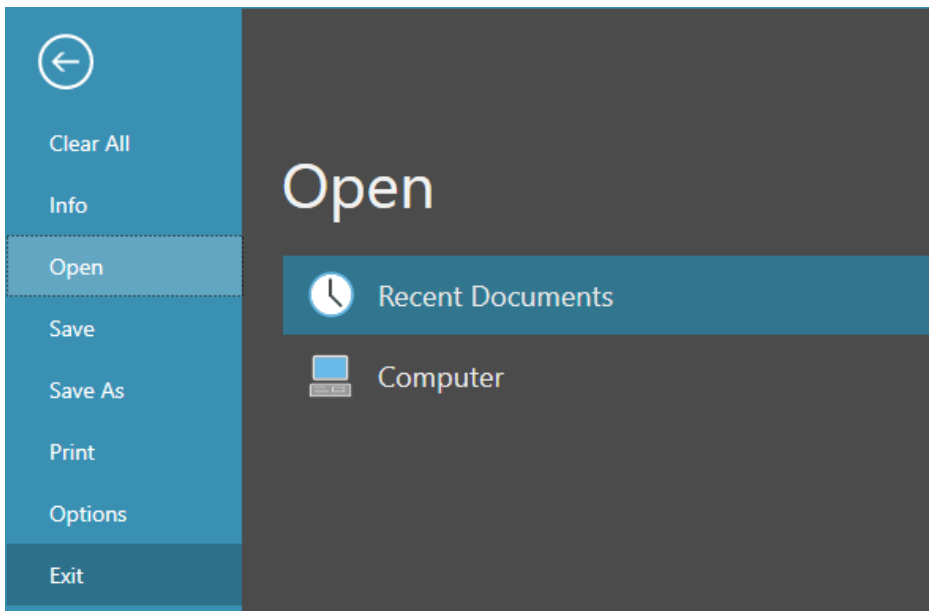 Clear All
Info
Open
Save
Save As
Print
Options
Exit
Open
Recent Documents
Computer